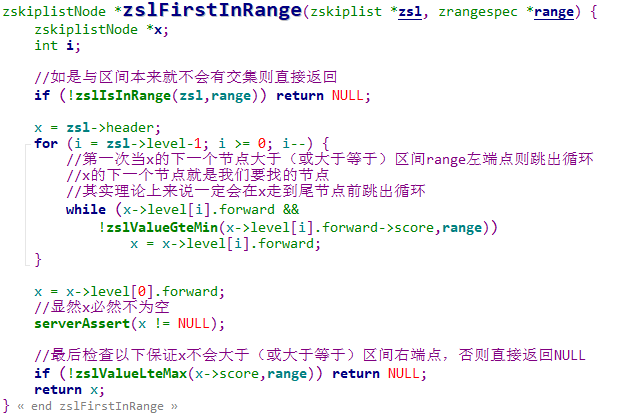 zskiplistNode *zslFirstInRange(zskiplist *zsl, zrangespec *range) {
    zskiplistNode *x;
    int i;

    //如是与区间本来就不会有交集则直接返回
    if (!zslIsInRange(zsl,range)) return NULL;

    x = zsl->header;
    for (i = zsl->level-1; i >= 0; i--) {
        //第一次当x的下一个节点大于（或大于等于）区间range左端点则跳出循环
        //x的下一个节点就是我们要找的节点
        //其实理论上来说一定会在x走到尾节点前跳出循环
        while (x->level[i].forward &&
            !zslValueGteMin(x->level[i].forward->score,range))
                x = x->level[i].forward;
    }

    x = x->level[0].forward;
    //显然x必然不为空
    serverAssert(x != NULL);

    //最后检查以下保证x不会大于（或大于等于）区间右端点，否则直接返回NULL
    if (!zslValueLteMax(x->score,range)) return NULL;
    return x;
} « end zslFirstInRange »